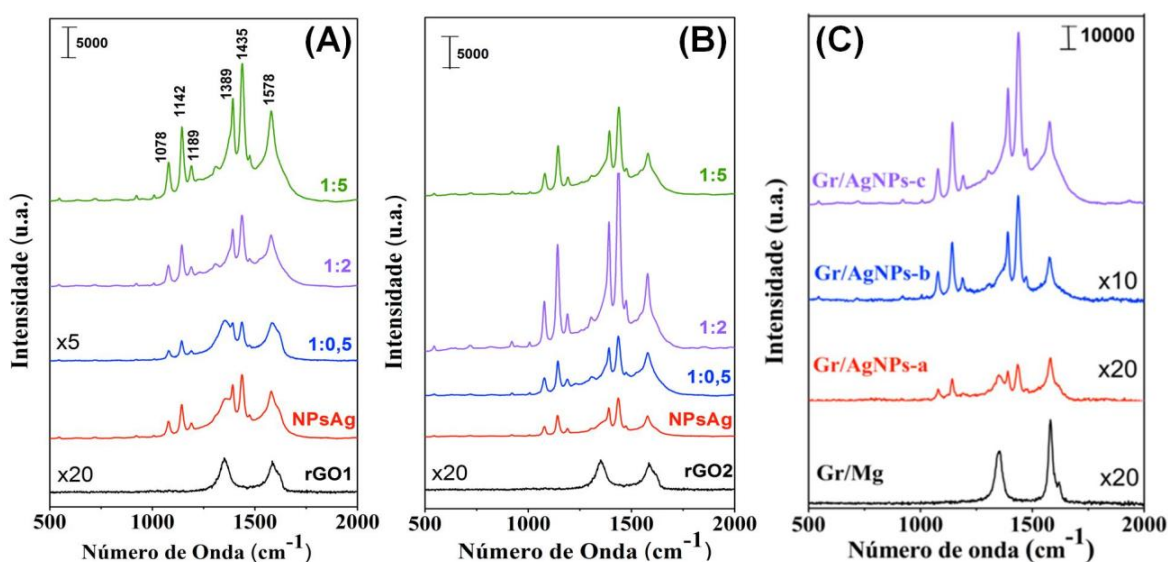 (A)
5000
1078
1142
1189
1389
1435
1578
1:5
1:2
x5
1:0,5
NPsAg
x20
rGO1
Intensidade (u.a.)
500 1000 1500 2000
Número de Onda (cm-1)
(B)
5000
1:5
1:2
1:0,5
NPsAg
x20
rGO2
Intensidade (u.a.)
500 1000 1500 2000
Número de Onda (cm-1)
(C)
10000
Gr/AgNPs-c
Gr/AgNPs-b
x10
Gr/AgNPs-a
x20
Gr/Mg
x20
Intensidade (u.a.)
500 1000 1500 2000
Número de onda (cm-1)